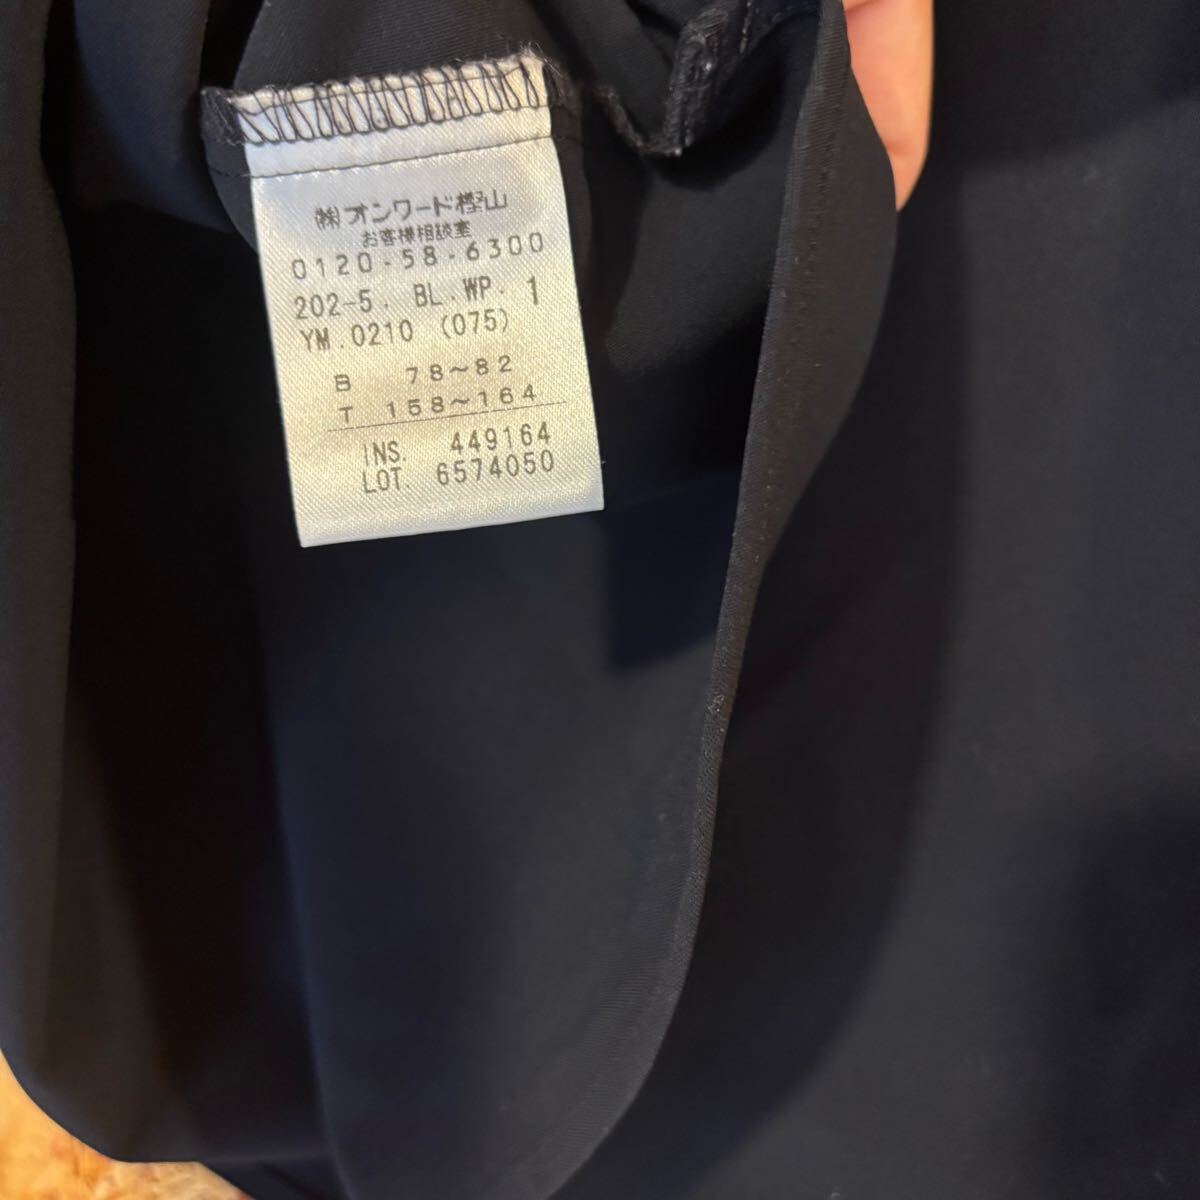 ㈱オンワード樫山
お客様相談室
0120-58-6300
202-5. BL.WP. 1
YM.0210 (075)
B 78～82
T 158～164
INS. 449164
LOT. 6574050